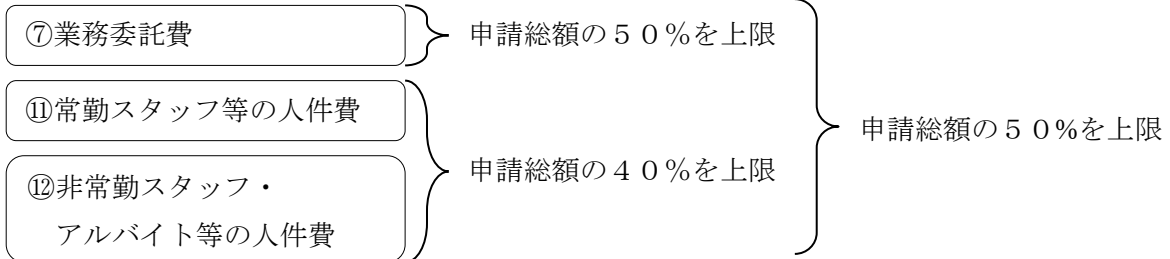 ⑦業務委託費
申請総額の５０％を上限
⑪常勤スタッフ等の人件費
申請総額の５０%を上限
⑫非常勤スタッフ・
アルバイト等の人件費
申請総額の４０％を上限